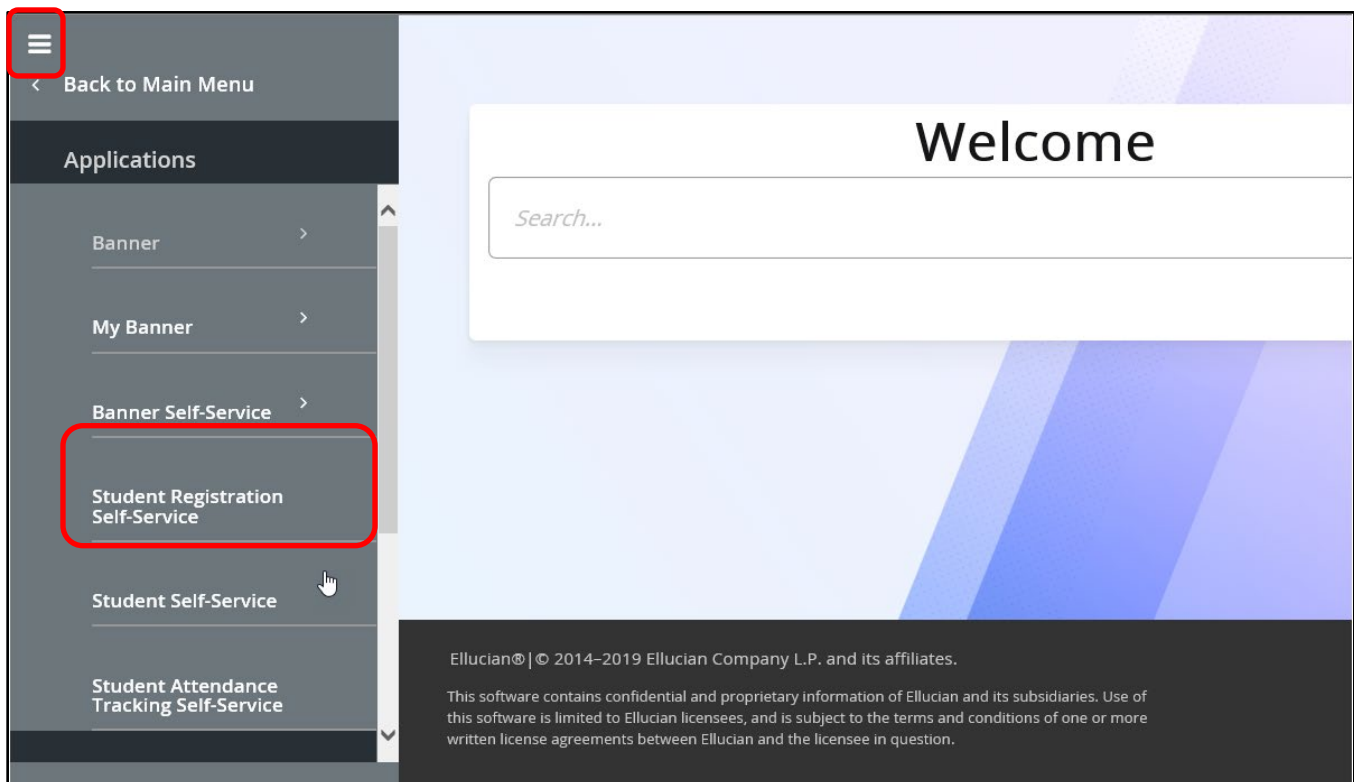 Back to Main Menu
Applications
Banner
My Banner
Banner Self-Service
Student Registration
Self-Service
Student Self-Service
Student Attendance
Tracking Self-Service
Welcome
Search...
Ellucian®|© 2014–2019 Ellucian Company L.P. and its affiliates.
This software contains confidential and proprietary information of Ellucian and its subsidiaries. Use of
this software is limited to Ellucian licensees, and is subject to the terms and conditions of one or more
written license agreements between Ellucian and the licensee in question.